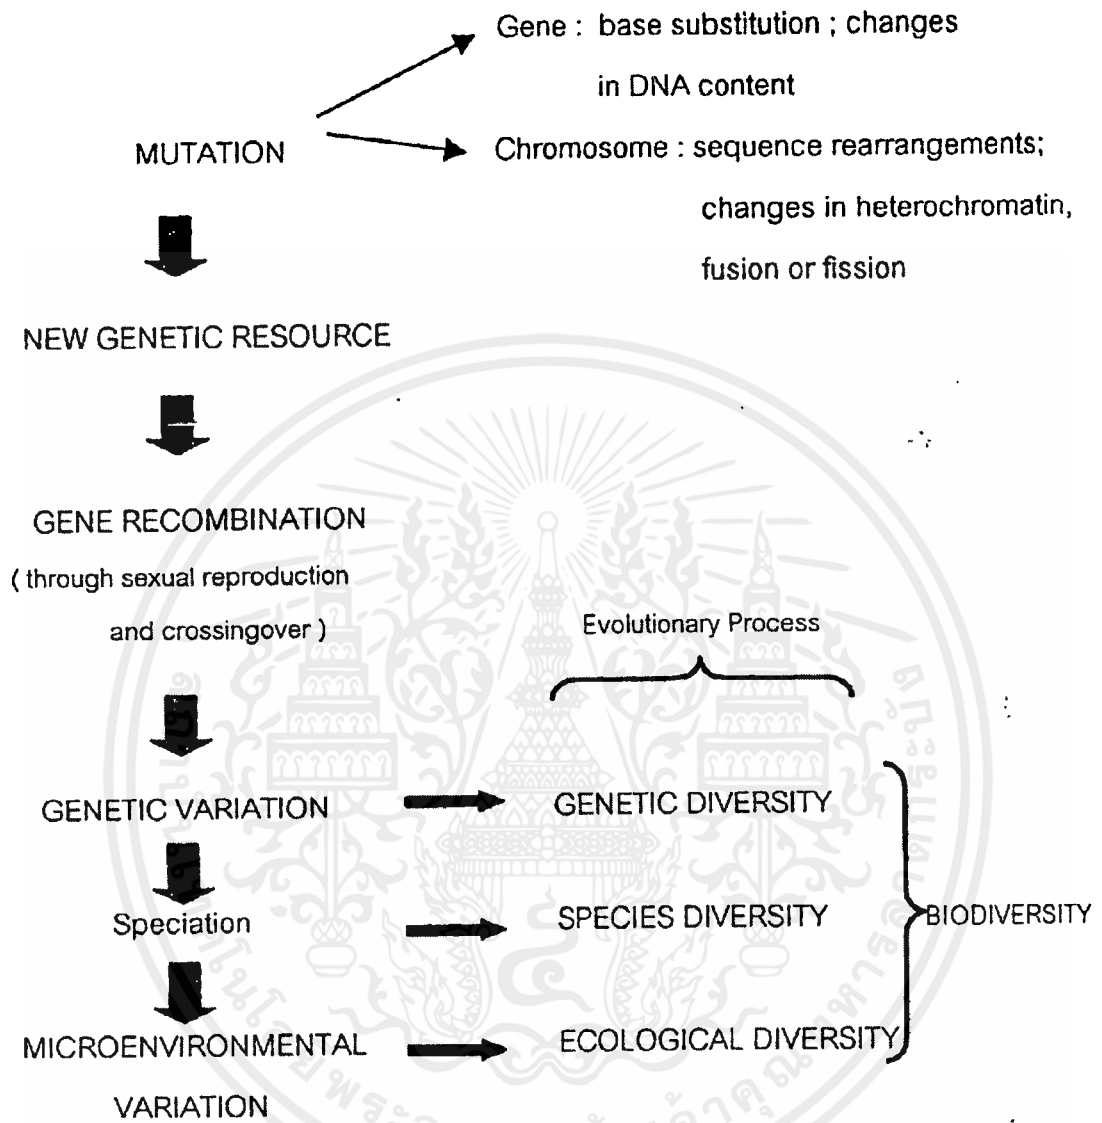 Gene : base substitution ; changes
in DNA content
MUTATION
Chromosome : sequence rearrangements;
changes in heterochromatin,
fusion or fission
NEW GENETIC RESOURCE
GENE RECOMBINATION
( through sexual reproduction
and crossingover )
Evolutionary Process
GENETIC VARIATION
GENETIC DIVERSITY
Speciation
SPECIES DIVERSITY
BIODIVERSITY
MICROENVIRONMENTAL
VARIATION
ECOLOGICAL DIVERSITY